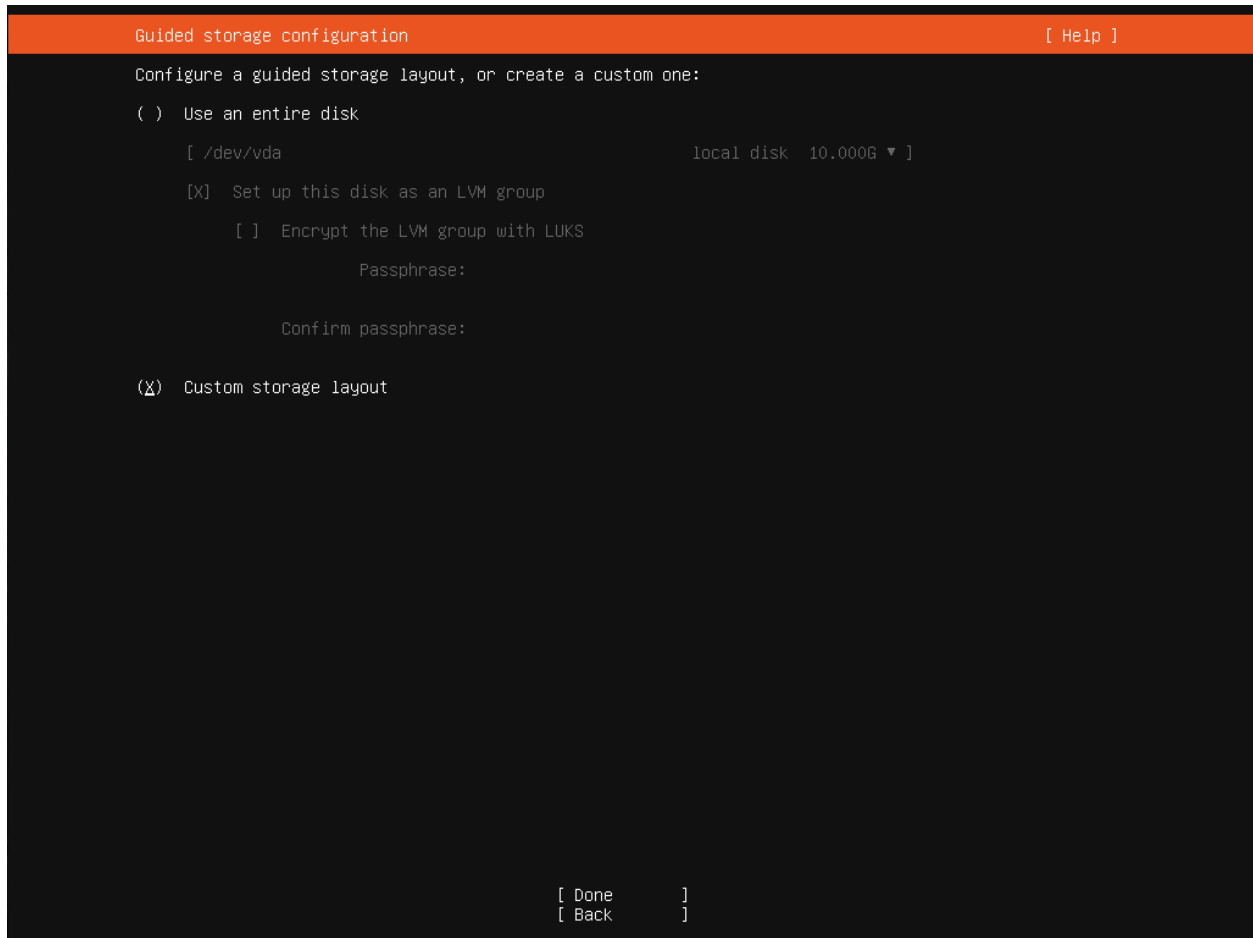 Guided storage configuration [ Help ]
Configure a guided storage layout, or create a custom one:
( ) Use an entire disk
[ /dev/vda local disk 10.000G ▾ ]
[X] Set up this disk as an LVM group
[ ] Encrypt the LVM group with LUKS
Passphrase:
Confirm passphrase:
(X) Custom storage layout
[ Done ]
[ Back ]